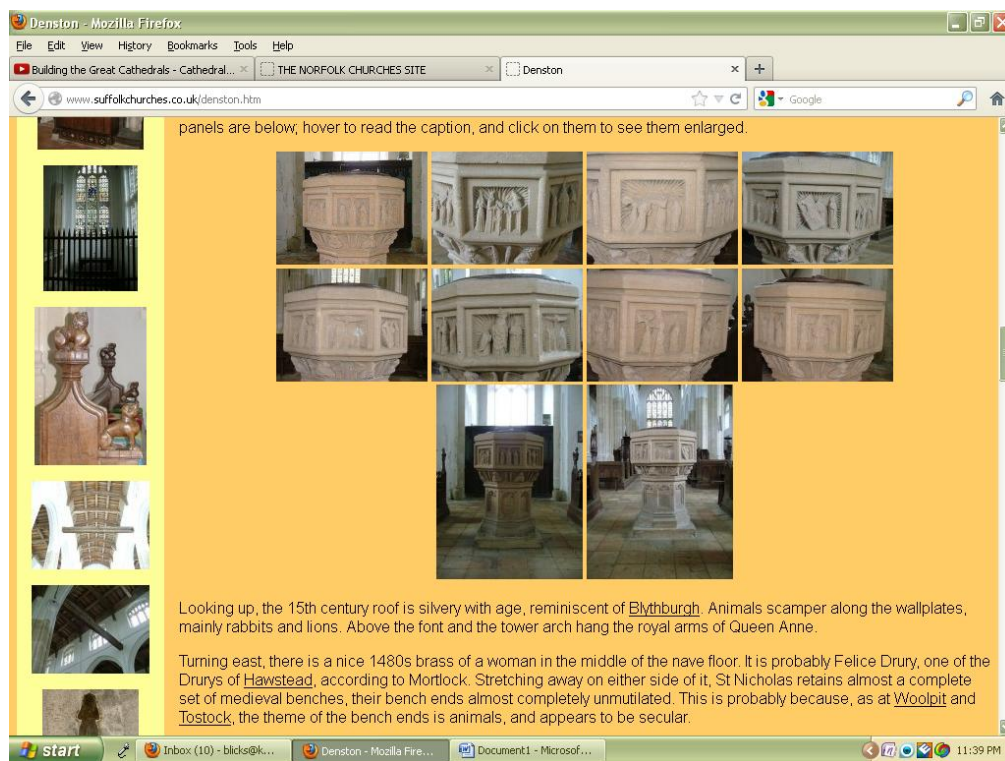 Denston - Mozilla Firefox
File Edit View History Bookmarks Tools Help
Building the Great Cathedrals - Cathedral... × THE NORFOLK CHURCHES SITE × Denston × +
www.suffolkchurches.co.uk/denston.htm Google
panels are below; hover to read the caption, and click on them to see them enlarged.
Looking up, the 15th century roof is silvery with age, reminiscent of Blythburgh. Animals scamper along the wallplates,
mainly rabbits and lions. Above the font and the tower arch hang the royal arms of Queen Anne.
Turning east, there is a nice 1480s brass of a woman in the middle of the nave floor. It is probably Felice Drury, one of the
Drurys of Hawstead, according to Mortlock. Stretching away on either side of it, St Nicholas retains almost a complete
set of medieval benches, their bench ends almost completely unmutilated. This is probably because, as at Woolpit and
Tostock, the theme of the bench ends is animals, and appears to be secular.
start Inbox (10) - blicks@k... Denston - Mozilla Fire... Document1 - Microsof... 11:39 PM